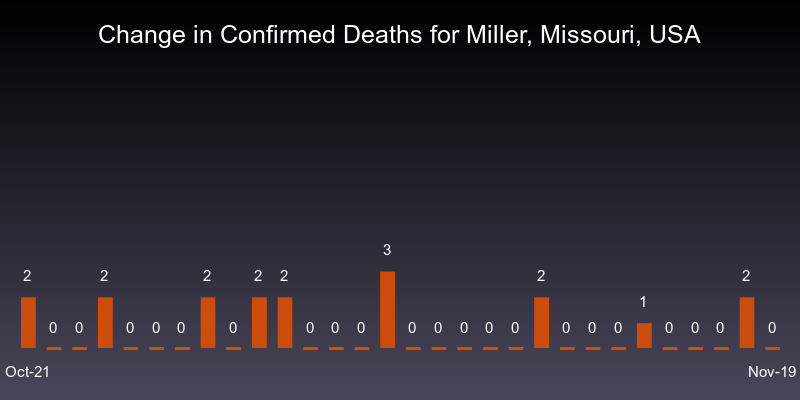 Change in Confirmed Deaths for Miller, Missouri, USA
3
2 2 2 2 2 2 2
1
0 0 0 0 0 0 0 0 0 0 0 0 0 0 0 0 0 0 0 0 0
Oct-21 Nov-19